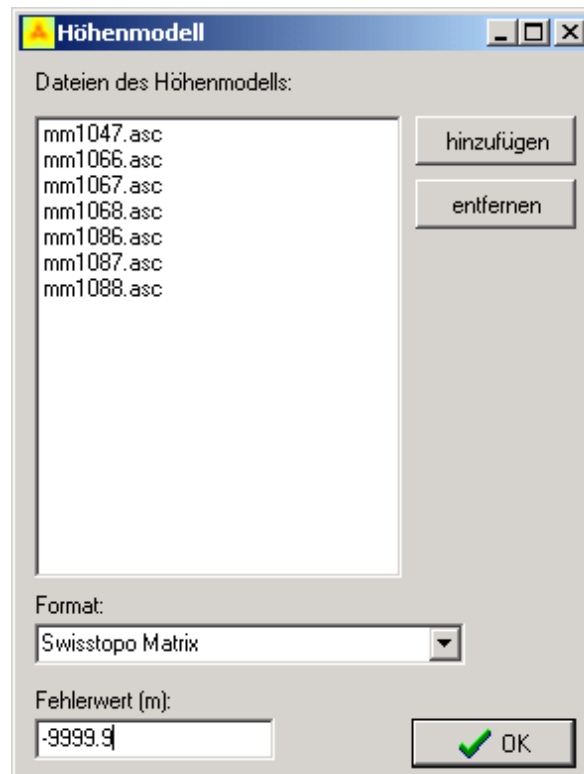 Höhenmodell
Dateien des Höhenmodells:
mm1047.asc
mm1066.asc
mm1067.asc
mm1068.asc
mm1086.asc
mm1087.asc
mm1088.asc
hinzufügen
entfernen
Format:
Swisstopo Matrix
Fehlerwert (m):
-9999.9
OK